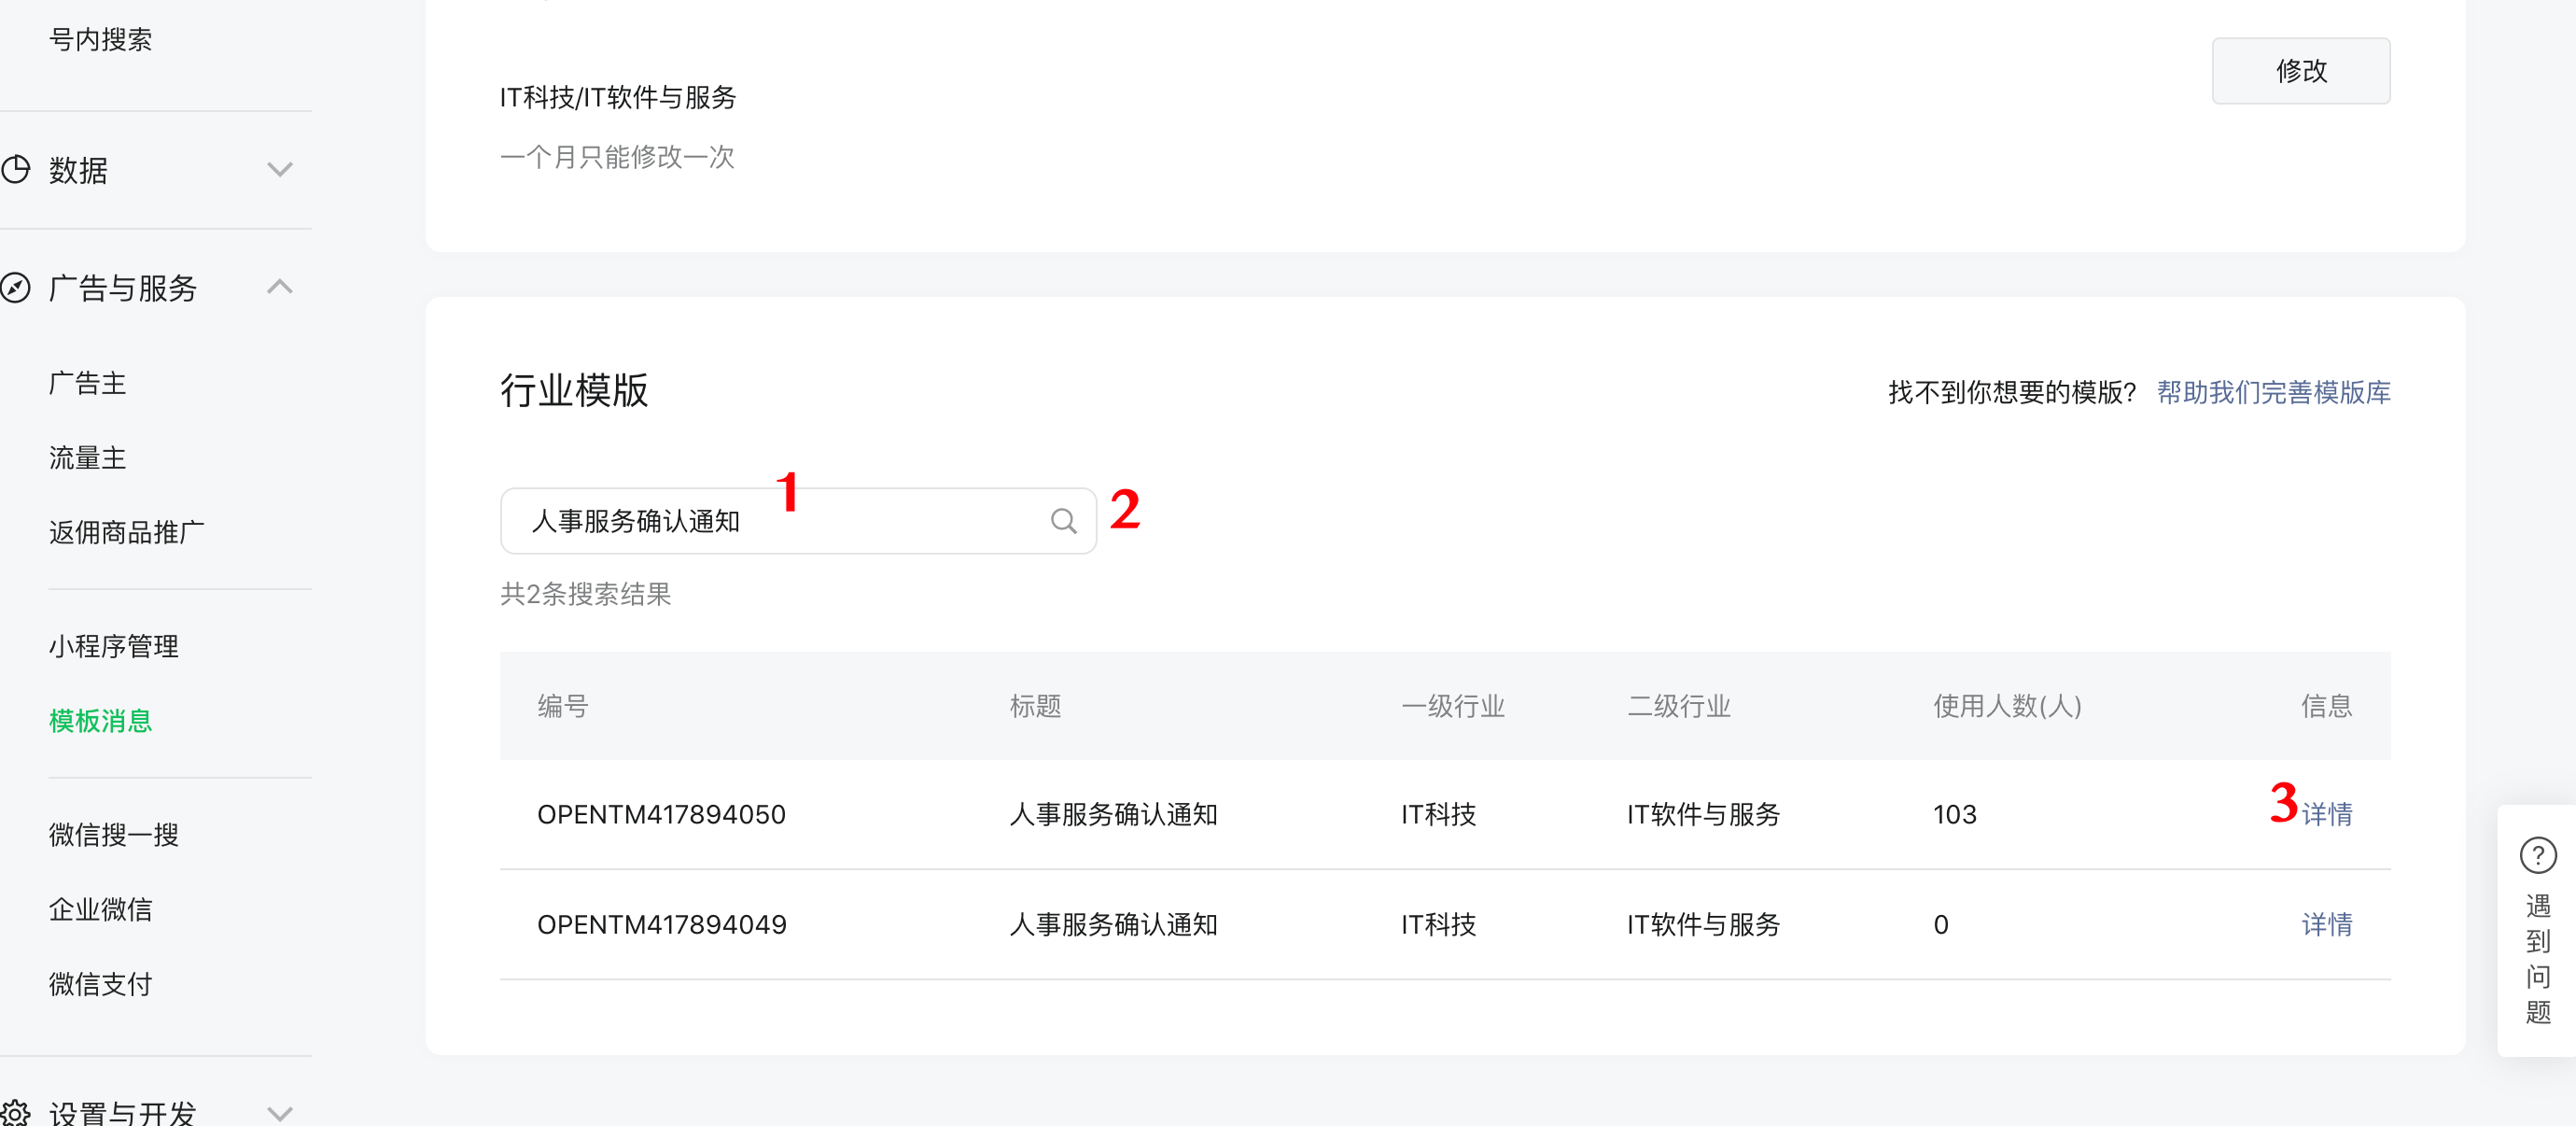 号内搜索
数据
广告与服务
广告主
流量主
返佣商品推广
小程序管理
模板消息
微信搜一搜
企业微信
微信支付
设置与开发
IT科技/IT软件与服务
一个月只能修改一次
修改
行业模版
找不到你想要的模版? 帮助我们完善模版库
1
人事服务确认通知
2
共2条搜索结果
编号 标题 一级行业 二级行业 使用人数(人) 信息
OPENTM417894050 人事服务确认通知 IT科技 IT软件与服务 103 3 详情
OPENTM417894049 人事服务确认通知 IT科技 IT软件与服务 0 详情
?
遇
到
问
题